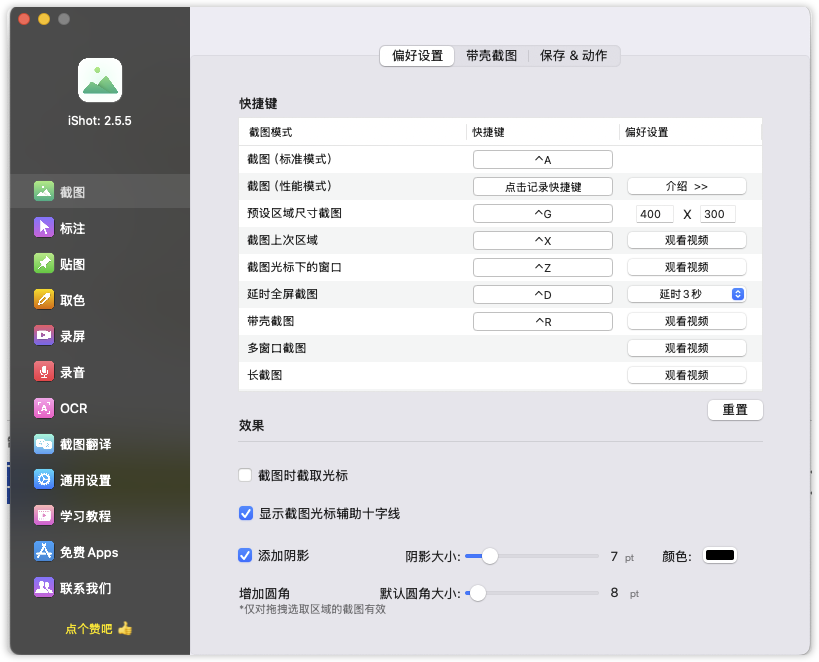 偏好设置 带壳截图 保存 & 动作
iShot: 2.5.5
截图
标注
贴图
取色
录屏
录音
OCR
截图翻译
通用设置
学习教程
免费 Apps
联系我们
点个赞吧 👍
快捷键
截图模式 快捷键 偏好设置
截图（标准模式） ^A
截图（性能模式） 点击记录快捷键 介绍 >>
预设区域尺寸截图 ^G 400 X 300
截图上次区域 ^X 观看视频
截图光标下的窗口 ^Z 观看视频
延时全屏截图 ^D 延时 3 秒
带壳截图 ^R 观看视频
多窗口截图 观看视频
长截图 观看视频
重置
效果
截图时截取光标
显示截图光标辅助十字线
添加阴影 阴影大小: 7 pt 颜色:
增加圆角 默认圆角大小: 8 pt
*仅对拖拽选取区域的截图有效